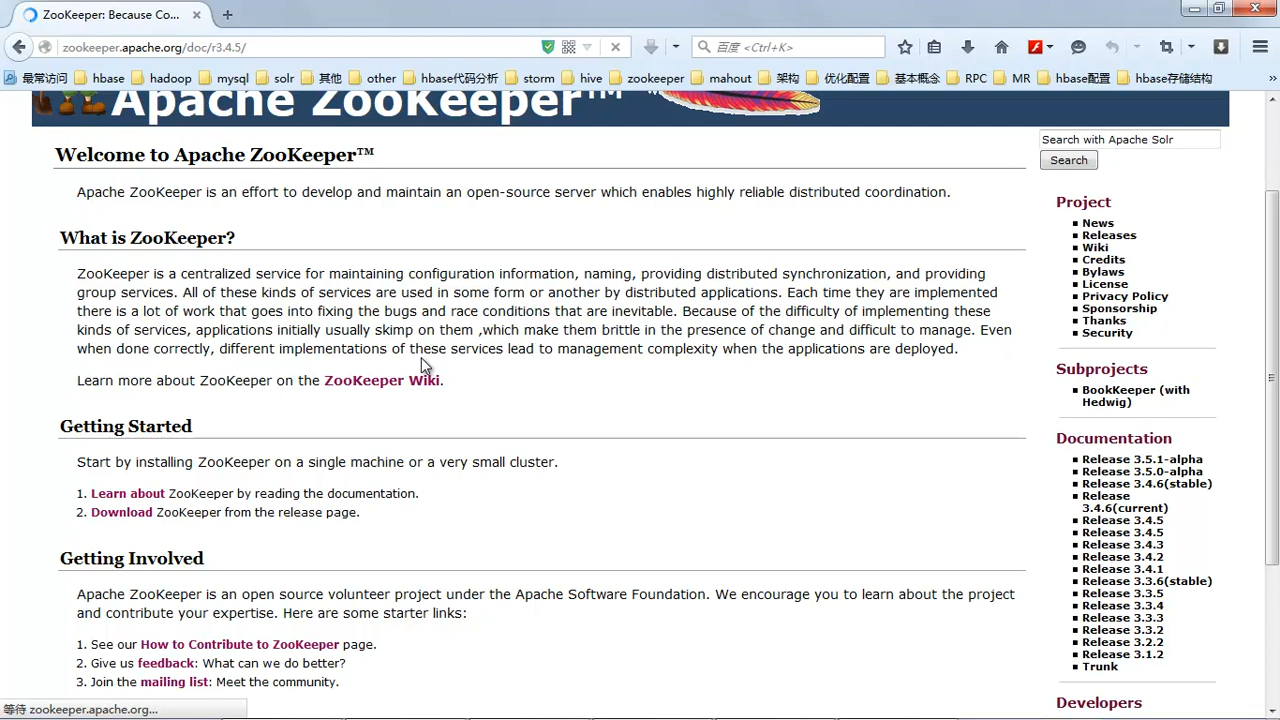 ZooKeeper: Because Co...
zookeeper.apache.org/doc/r3.4.5/
百度 <Ctrl+K>
最常访问 hbase hadoop mysql solr 其他 other hbase代码分析 storm hive zookeeper mahout 架构 优化配置 基本概念 RPC MR hbase配置 hbase存储结构 »
Apache ZooKeeper™
Welcome to Apache ZooKeeper™
Apache ZooKeeper is an effort to develop and maintain an open-source server which enables highly reliable distributed coordination.
What is ZooKeeper?
ZooKeeper is a centralized service for maintaining configuration information, naming, providing distributed synchronization, and providing
group services. All of these kinds of services are used in some form or another by distributed applications. Each time they are implemented
there is a lot of work that goes into fixing the bugs and race conditions that are inevitable. Because of the difficulty of implementing these
kinds of services, applications initially usually skimp on them ,which make them brittle in the presence of change and difficult to manage. Even
when done correctly, different implementations of these services lead to management complexity when the applications are deployed.
Learn more about ZooKeeper on the ZooKeeper Wiki.
Getting Started
Start by installing ZooKeeper on a single machine or a very small cluster.
1. Learn about ZooKeeper by reading the documentation.
2. Download ZooKeeper from the release page.
Getting Involved
Apache ZooKeeper is an open source volunteer project under the Apache Software Foundation. We encourage you to learn about the project
and contribute your expertise. Here are some starter links:
1. See our How to Contribute to ZooKeeper page.
2. Give us feedback: What can we do better?
3. Join the mailing list: Meet the community.
Search with Apache Solr
Search
Project
News
Releases
Wiki
Credits
Bylaws
License
Privacy Policy
Sponsorship
Thanks
Security
Subprojects
BookKeeper (with
Hedwig)
Documentation
Release 3.5.1-alpha
Release 3.5.0-alpha
Release 3.4.6(stable)
Release
3.4.6(current)
Release 3.4.5
Release 3.4.5
Release 3.4.3
Release 3.4.2
Release 3.4.1
Release 3.3.6(stable)
Release 3.3.5
Release 3.3.4
Release 3.3.3
Release 3.3.2
Release 3.2.2
Release 3.1.2
Trunk
Developers
等待 zookeeper.apache.org...